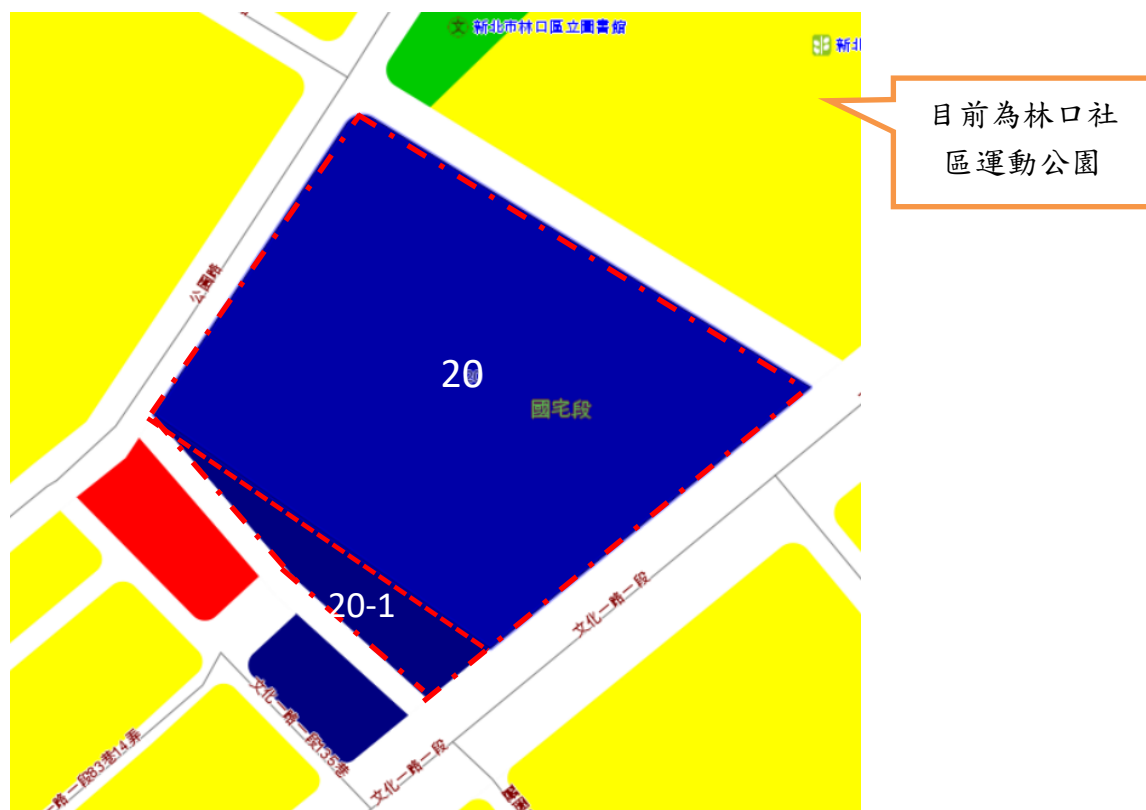 新北市林口區立圖書館
目前為林口社
區運動公園
公園路
20
國宅段
20-1
文化一路一段
文化一路一段135巷
一路一段83巷14弄
文化一路一段